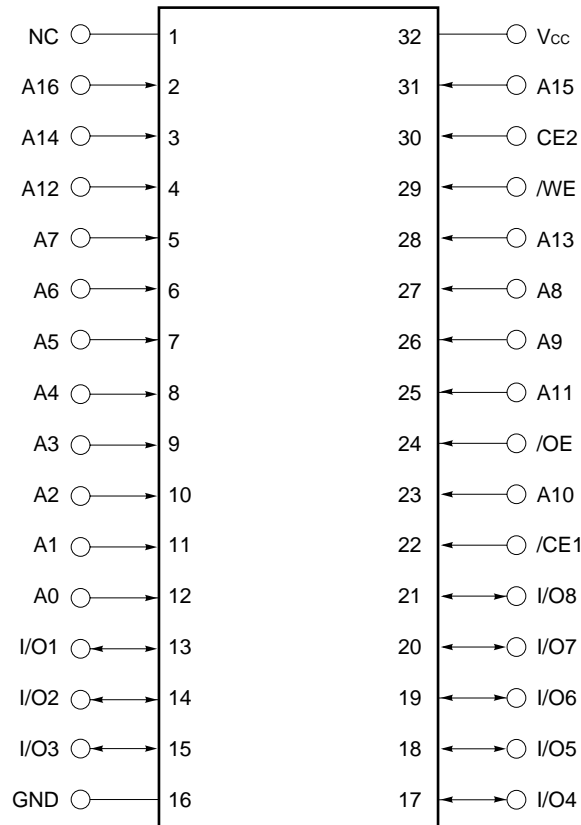 NC 1 32 Vcc
A16 2 31 A15
A14 3 30 CE2
A12 4 29 /WE
A7 5 28 A13
A6 6 27 A8
A5 7 26 A9
A4 8 25 A11
A3 9 24 /OE
A2 10 23 A10
A1 11 22 /CE1
A0 12 21 I/O8
I/O1 13 20 I/O7
I/O2 14 19 I/O6
I/O3 15 18 I/O5
GND 16 17 I/O4